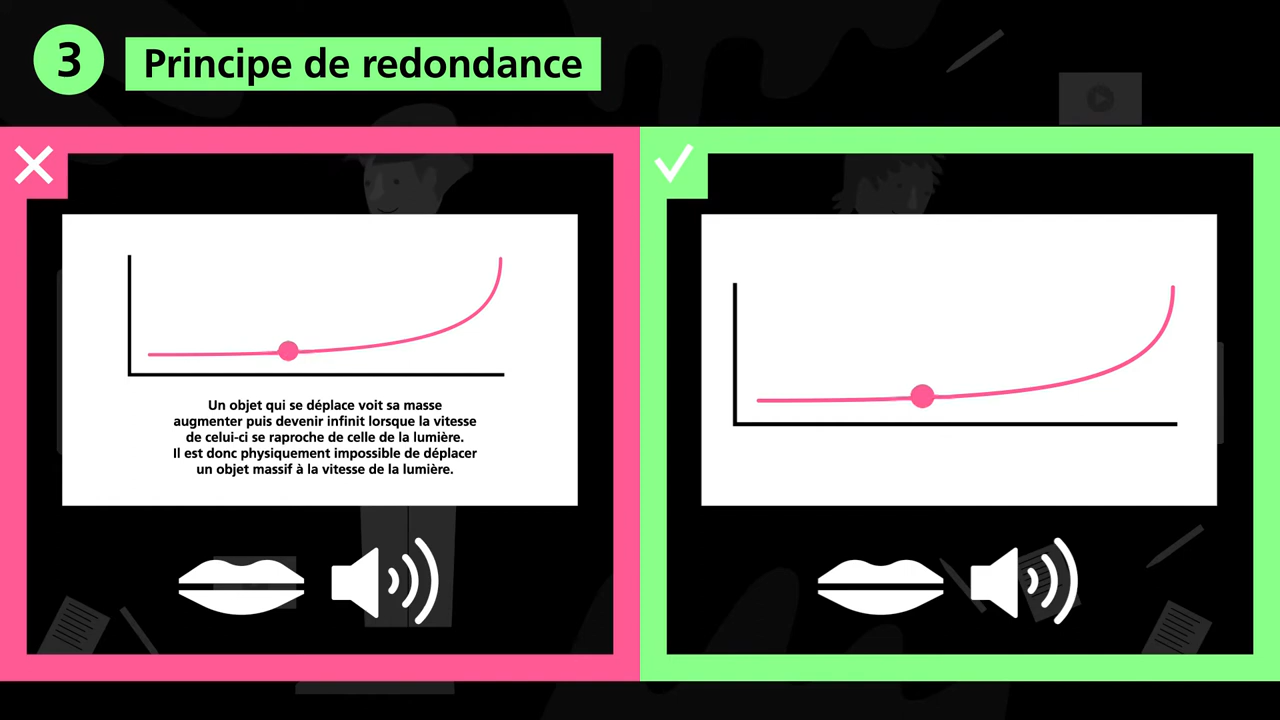 3
Principe de redondance
Un objet qui se déplace voit sa masse
augmenter puis devenir infinit lorsque la vitesse
de celui-ci se raproche de celle de la lumière.
Il est donc physiquement impossible de déplacer
un objet massif à la vitesse de la lumière.